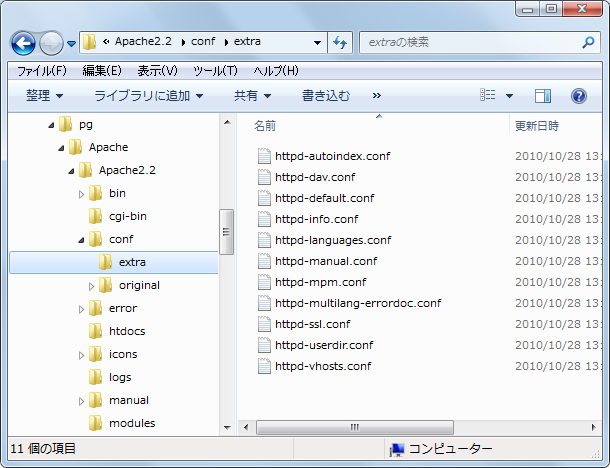 « Apache2.2 conf extra extraの検索
ファイル(F) 編集(E) 表示(V) ツール(T) ヘルプ(H)
整理 ライブラリに追加 共有 書き込む »
pg
Apache
Apache2.2
bin
cgi-bin
conf
extra
original
error
htdocs
icons
logs
manual
modules
名前 更新日時
httpd-autoindex.conf 2010/10/28 13:
httpd-dav.conf 2010/10/28 13:
httpd-default.conf 2010/10/28 13:
httpd-info.conf 2010/10/28 13:
httpd-languages.conf 2010/10/28 13:
httpd-manual.conf 2010/10/28 13:
httpd-mpm.conf 2010/10/28 13:
httpd-multilang-errordoc.conf 2010/10/28 13:
httpd-ssl.conf 2010/10/28 13:
httpd-userdir.conf 2010/10/28 13:
httpd-vhosts.conf 2010/10/28 13:
11 個の項目 コンピューター